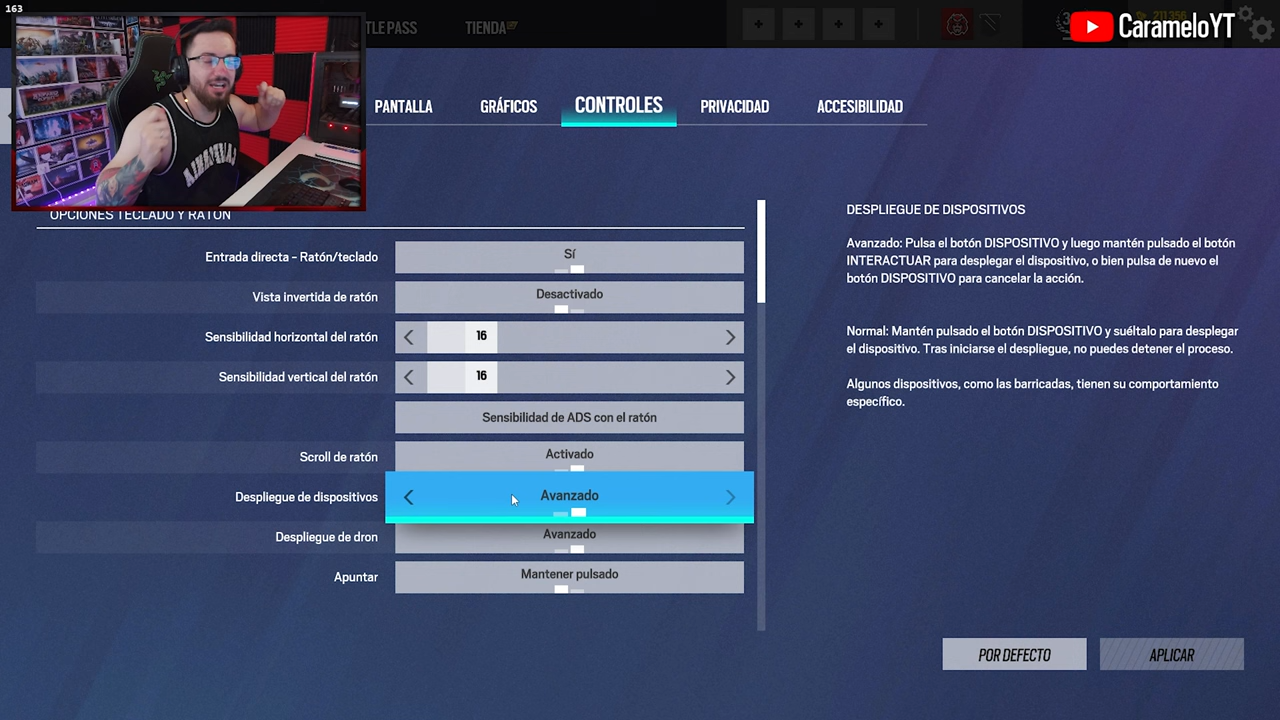 163
TLE PASS
TIENDA
CarameloYT
PANTALLA
GRÁFICOS
CONTROLES
PRIVACIDAD
ACCESIBILIDAD
OPCIONES TECLADO Y RATÓN
Entrada directa - Ratón/teclado
Sí
Vista invertida de ratón
Desactivado
Sensibilidad horizontal del ratón
16
Sensibilidad vertical del ratón
16
Sensibilidad de ADS con el ratón
Scroll de ratón
Activado
Despliegue de dispositivos
Avanzado
Despliegue de dron
Avanzado
Apuntar
Mantener pulsado
DESPLIEGUE DE DISPOSITIVOS
Avanzado: Pulsa el botón DISPOSITIVO y luego mantén pulsado el botón
INTERACTUAR para desplegar el dispositivo, o bien pulsa de nuevo el
botón DISPOSITIVO para cancelar la acción.
Normal: Mantén pulsado el botón DISPOSITIVO y suéltalo para desplegar
el dispositivo. Tras iniciarse el despliegue, no puedes detener el proceso.
Algunos dispositivos, como las barricadas, tienen su comportamiento
específico.
POR DEFECTO
APLICAR